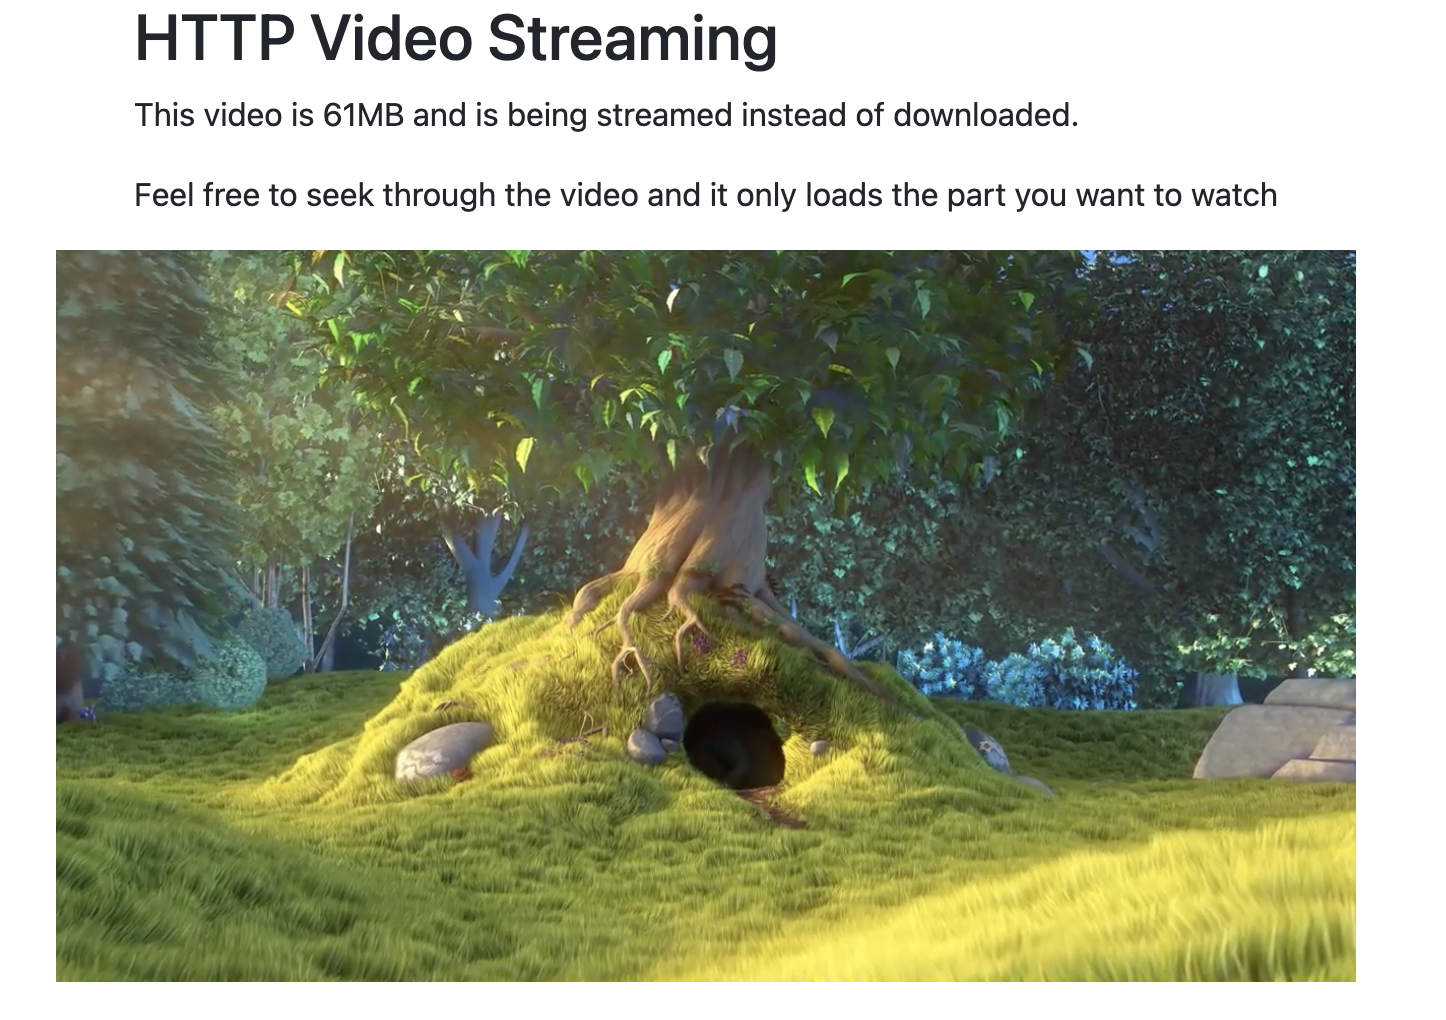 HTTP Video Streaming
This video is 61MB and is being streamed instead of downloaded.
Feel free to seek through the video and it only loads the part you want to watch